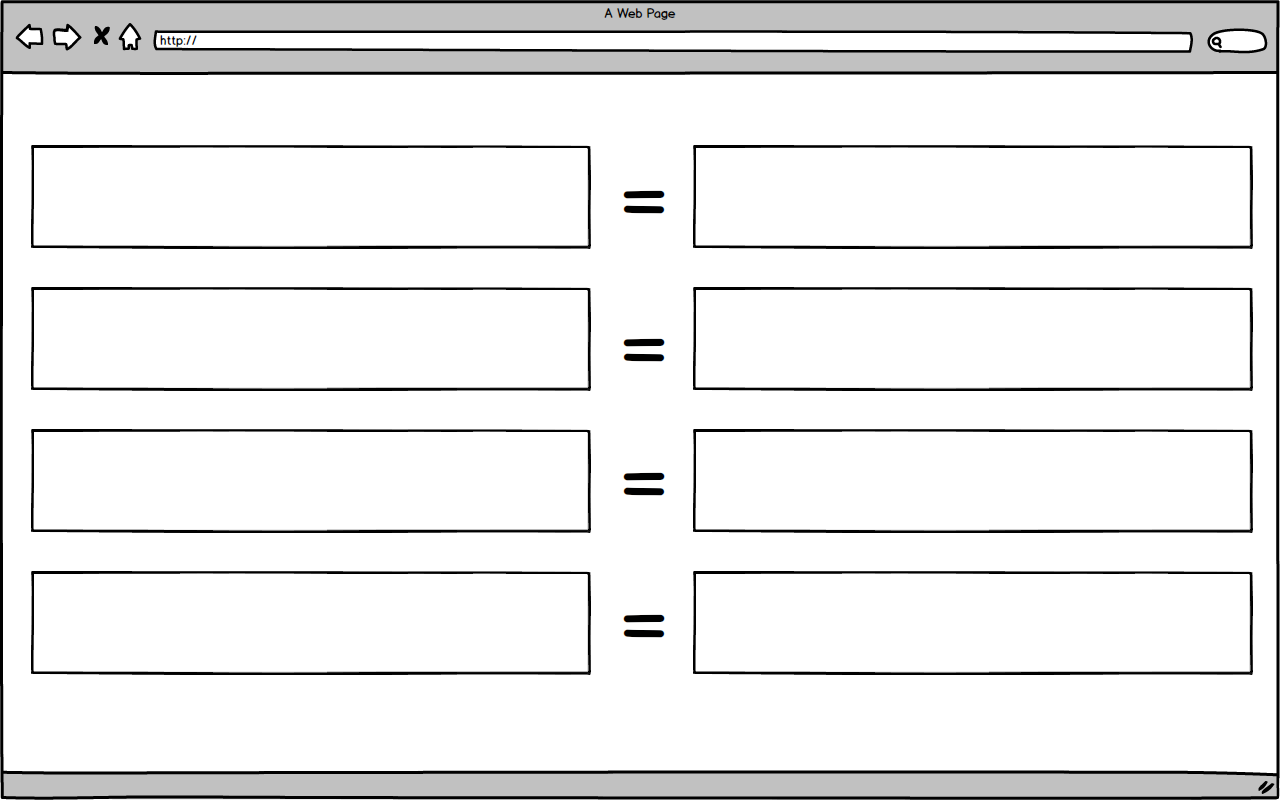 A Web Page
http://
=
=
=
=